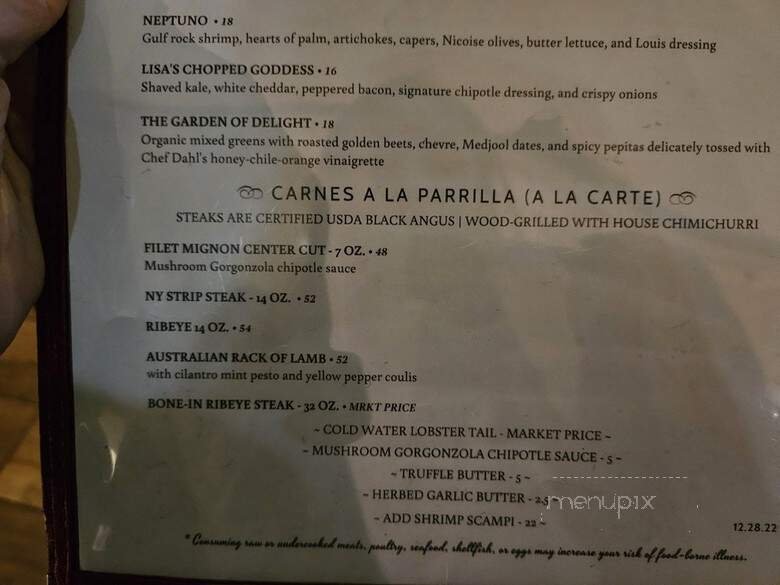 NEPTUNO • 18
Gulf rock shrimp, hearts of palm, artichokes, capers, Nicoise olives, butter lettuce, and Louis dressing
LISA'S CHOPPED GODDESS • 16
Shaved kale, white cheddar, peppered bacon, signature chipotle dressing, and crispy onions
THE GARDEN OF DELIGHT • 18
Organic mixed greens with roasted golden beets, chevre, Medjool dates, and spicy pepitas delicately tossed with
Chef Dahl's honey-chile-orange vinaigrette
CARNES A LA PARRILLA (A LA CARTE)
STEAKS ARE CERTIFIED USDA BLACK ANGUS | WOOD-GRILLED WITH HOUSE CHIMICHURRI
FILET MIGNON CENTER CUT - 7 OZ. • 48
Mushroom Gorgonzola chipotle sauce
NY STRIP STEAK - 14 OZ. • 52
RIBEYE 14 OZ. • 54
AUSTRALIAN RACK OF LAMB • 52
with cilantro mint pesto and yellow pepper coulis
BONE-IN RIBEYE STEAK - 32 OZ. • MRKT PRICE
~ COLD WATER LOBSTER TAIL - MARKET PRICE ~
~ MUSHROOM GORGONZOLA CHIPOTLE SAUCE - 5 ~
~ TRUFFLE BUTTER - 5 ~
~ HERBED GARLIC BUTTER - 2.5 ~
menupix
~ ADD SHRIMP SCAMPI - 22 ~
12.28.22
* Consuming raw or undercooked meats, poultry, seafood, shellfish, or eggs may increase your risk of food-borne illness.